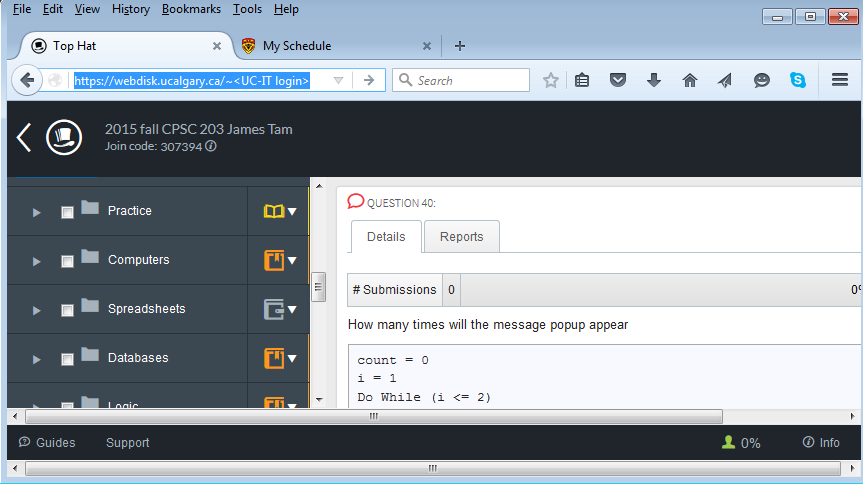 File Edit View History Bookmarks Tools Help
Top Hat × My Schedule × +
https://webdisk.ucalgary.ca/~<UC-IT login> Search
2015 fall CPSC 203 James Tam
Join code: 307394
Practice
Computers
Spreadsheets
Databases
Logic
QUESTION 40:
Details Reports
# Submissions 0 0%
How many times will the message popup appear
count = 0
i = 1
Do While (i <= 2)
Guides Support 0% Info